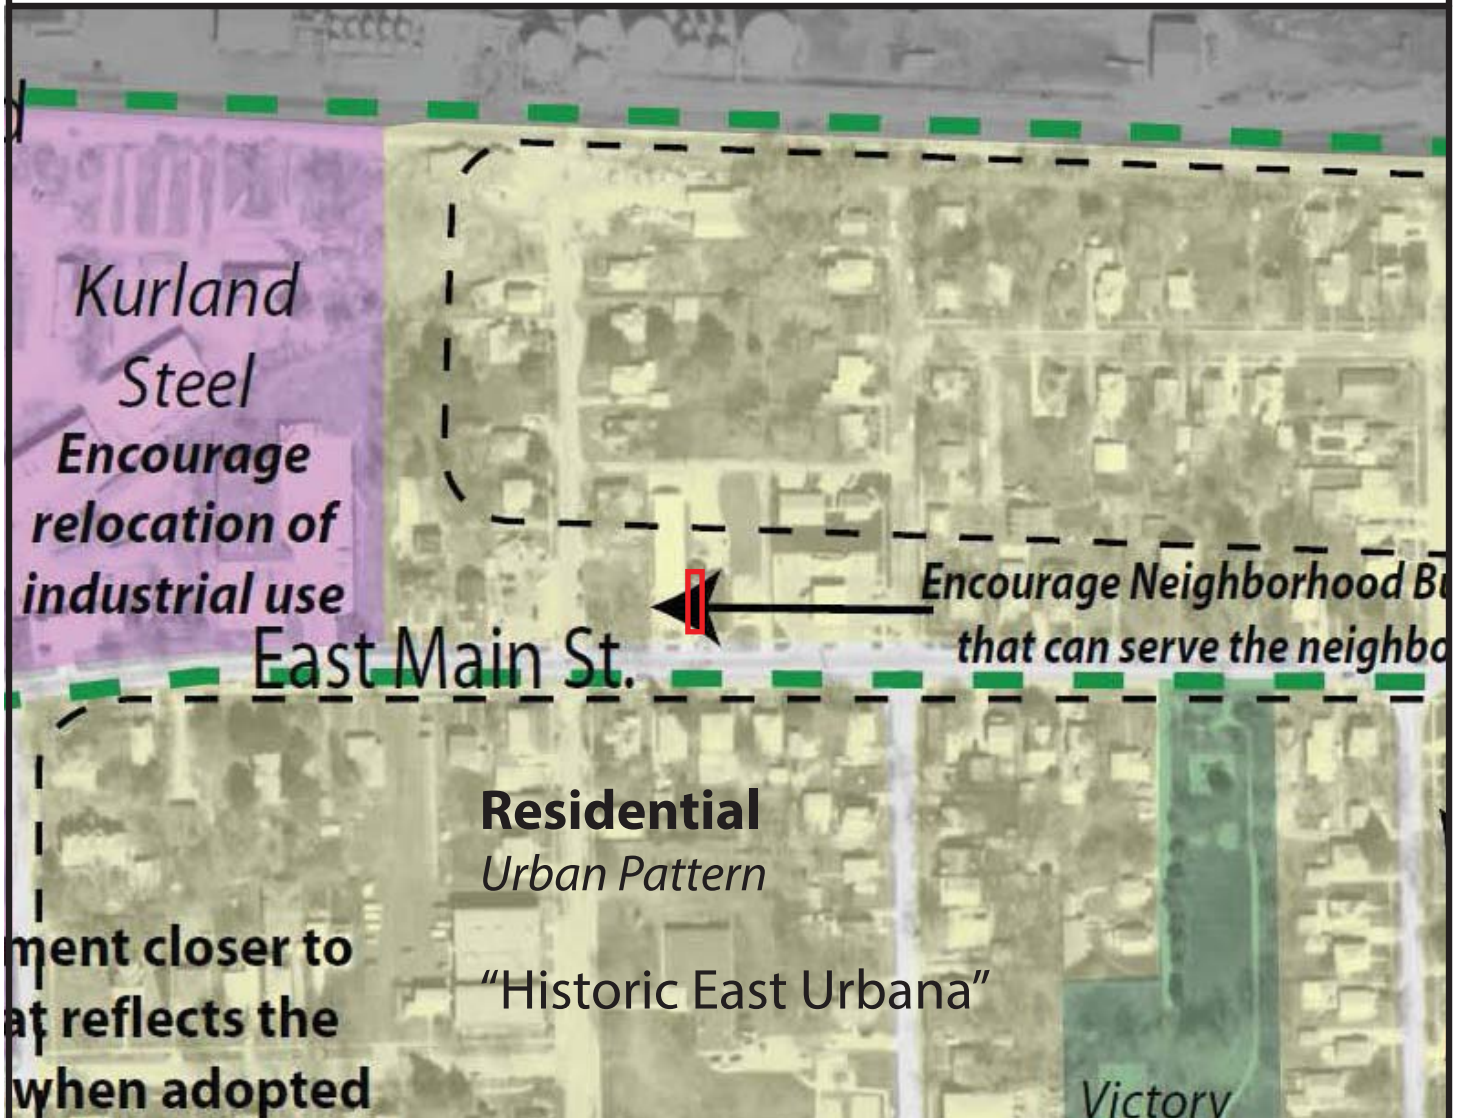 Kurland
Steel
Encourage
relocation of
industrial use
East Main St.
Encourage Neighborhood
that can serve the
Residential
Urban Pattern
“Historic East Urbana”
closer to
reflects the
when adopted
Victory